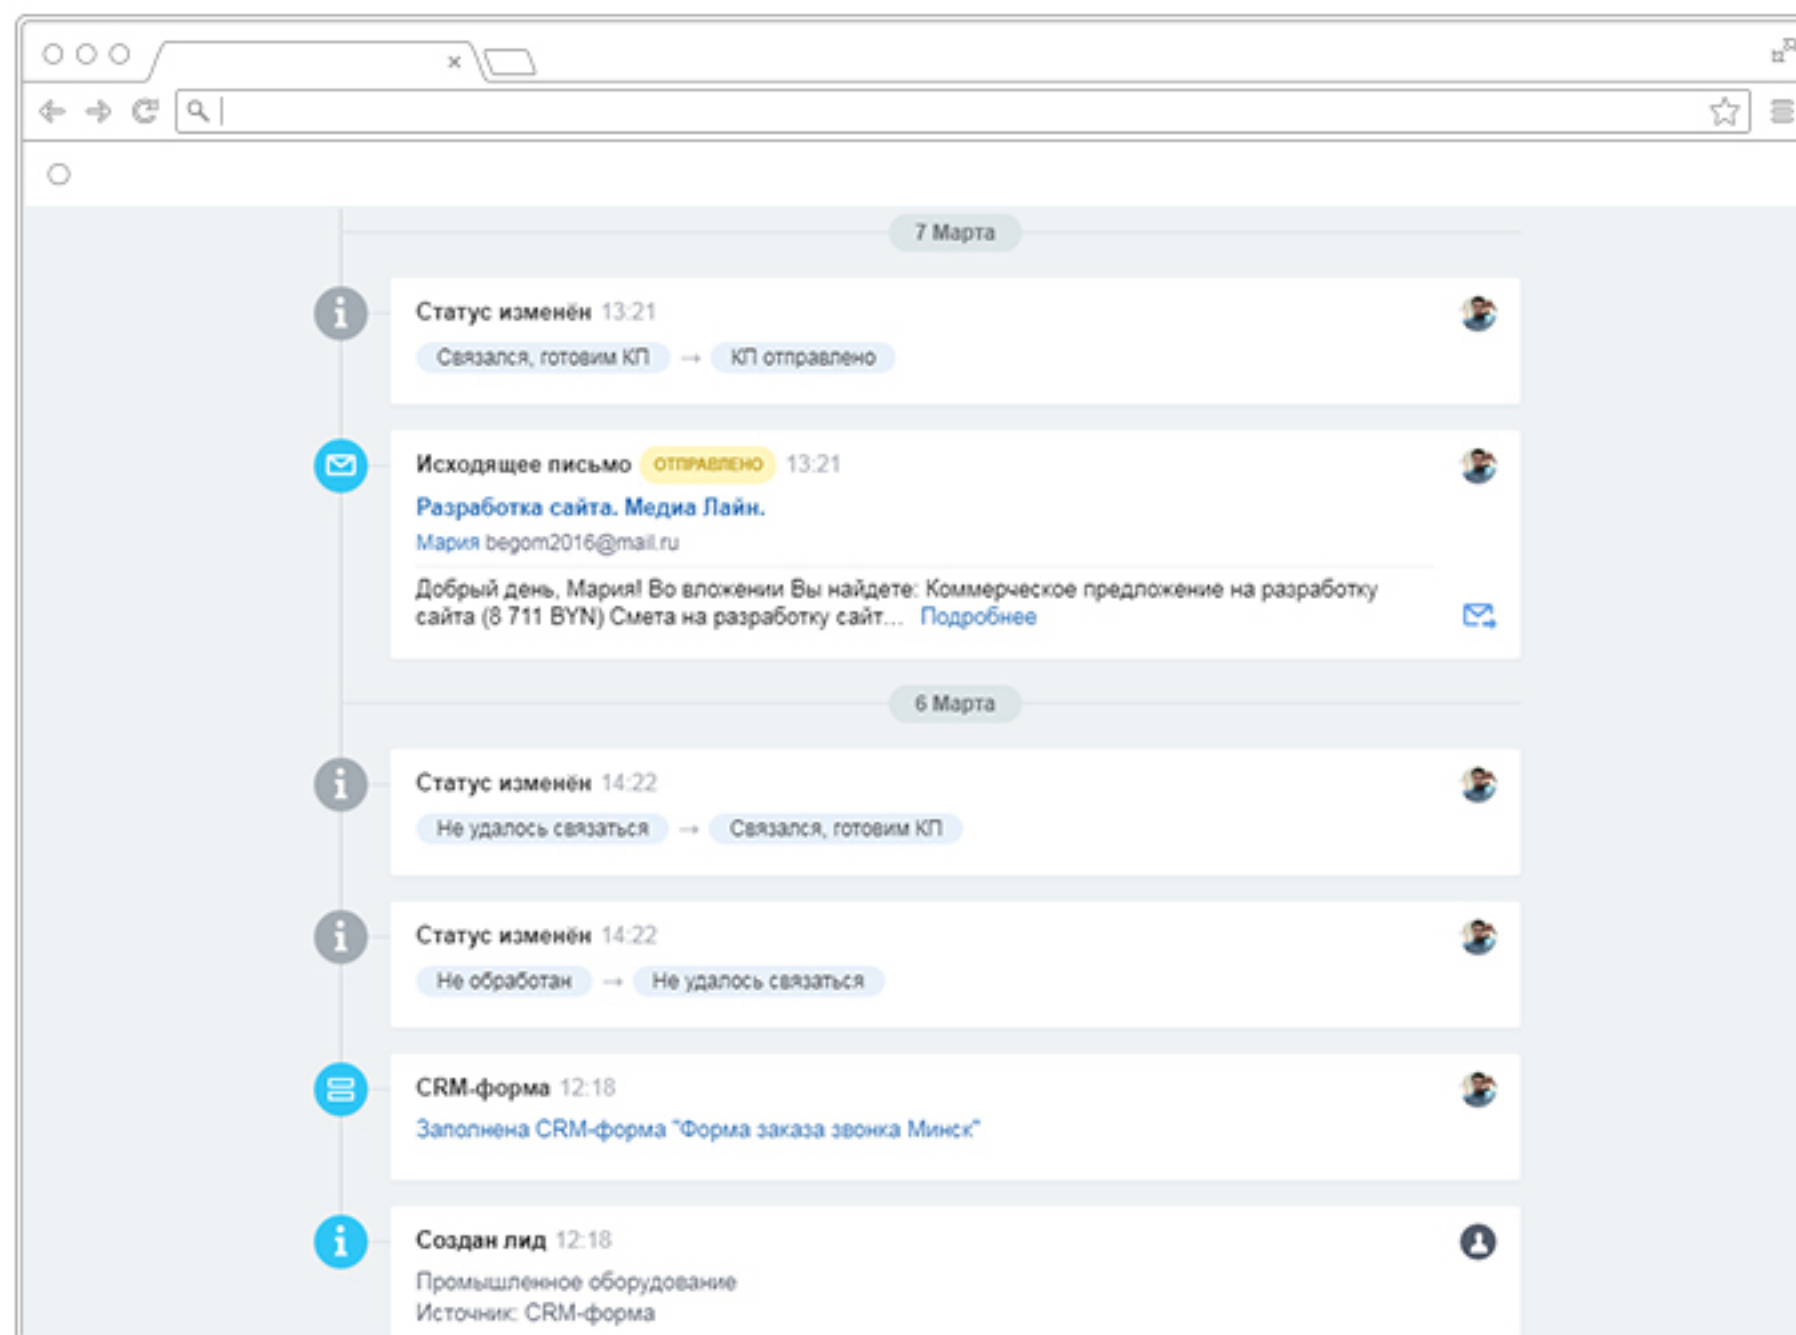 7 Марта
Статус изменён 13:21
Связался, готовим КП → КП отправлено
Исходящее письмо ОТПРАВЛЕНО 13:21
Разработка сайта. Медиа Лайн.
Мария begom2016@mail.ru
Добрый день, Мария! Во вложении Вы найдете: Коммерческое предложение на разработку
сайта (8 711 BYN) Смета на разработку сайт... Подробнее
6 Марта
Статус изменён 14:22
Не удалось связаться → Связался, готовим КП
Статус изменён 14:22
Не обработан → Не удалось связаться
CRM-форма 12:18
Заполнена CRM-форма "Форма заказа звонка Минск"
Создан лид 12:18
Промышленное оборудование
Источник: CRM-форма